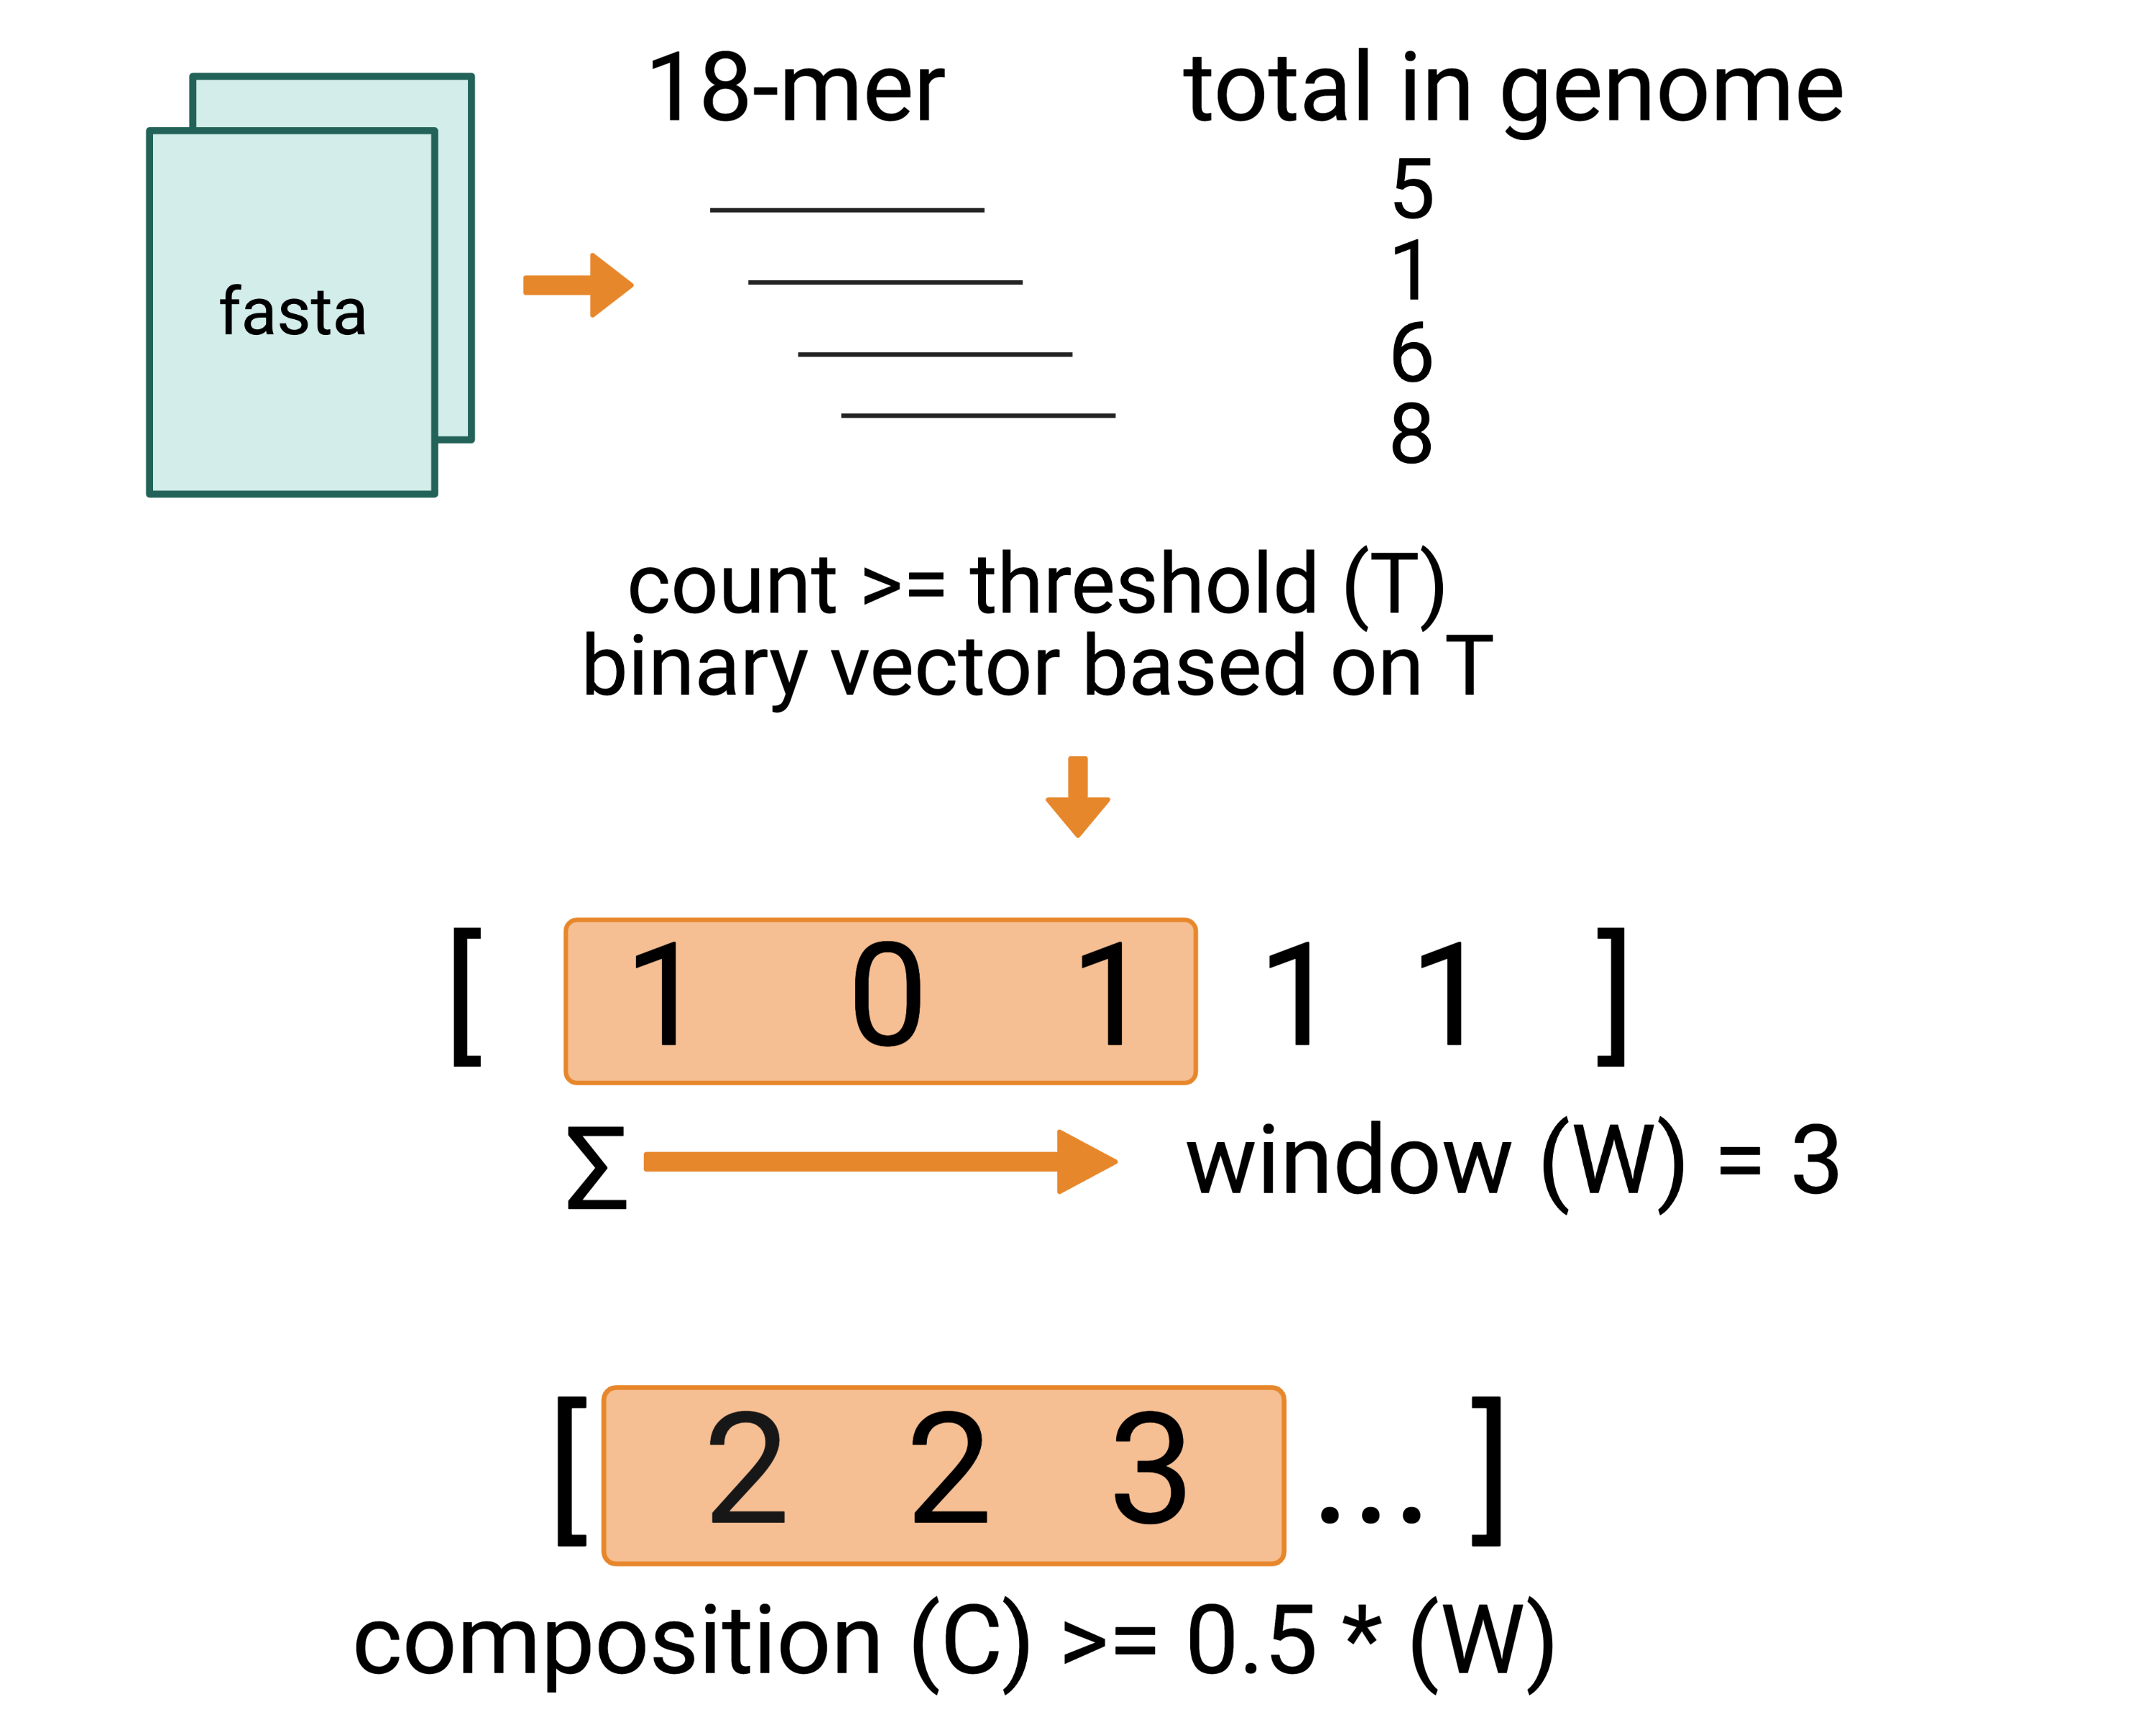 18-mer total in genome
5
1
fasta
6
8
count >= threshold (T)
binary vector based on T
[ 1 0 1 1 1 ]
Σ window (W) = 3
[ 2 2 3 ... ]
composition (C) >= 0.5 * (W)